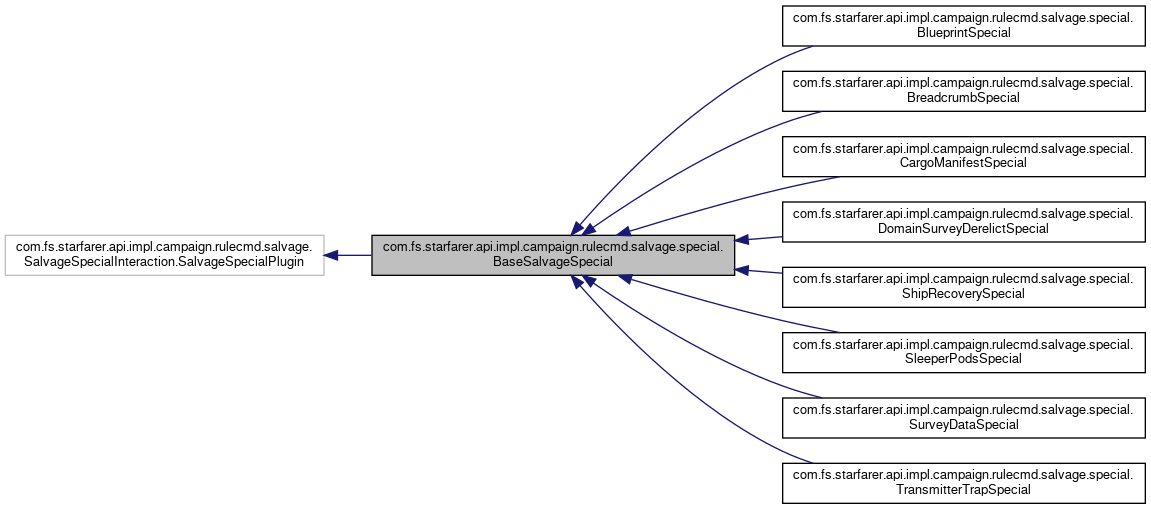 com.fs.starfarer.api.impl.campaign.rulecmd.salvage.
SalvageSpecialInteraction.SalvageSpecialPlugin
com.fs.starfarer.api.impl.campaign.rulecmd.salvage.special.
BaseSalvageSpecial
com.fs.starfarer.api.impl.campaign.rulecmd.salvage.special.
BlueprintSpecial
com.fs.starfarer.api.impl.campaign.rulecmd.salvage.special.
BreadcrumbSpecial
com.fs.starfarer.api.impl.campaign.rulecmd.salvage.special.
CargoManifestSpecial
com.fs.starfarer.api.impl.campaign.rulecmd.salvage.special.
DomainSurveyDerelictSpecial
com.fs.starfarer.api.impl.campaign.rulecmd.salvage.special.
ShipRecoverySpecial
com.fs.starfarer.api.impl.campaign.rulecmd.salvage.special.
SleeperPodsSpecial
com.fs.starfarer.api.impl.campaign.rulecmd.salvage.special.
SurveyDataSpecial
com.fs.starfarer.api.impl.campaign.rulecmd.salvage.special.
TransmitterTrapSpecial